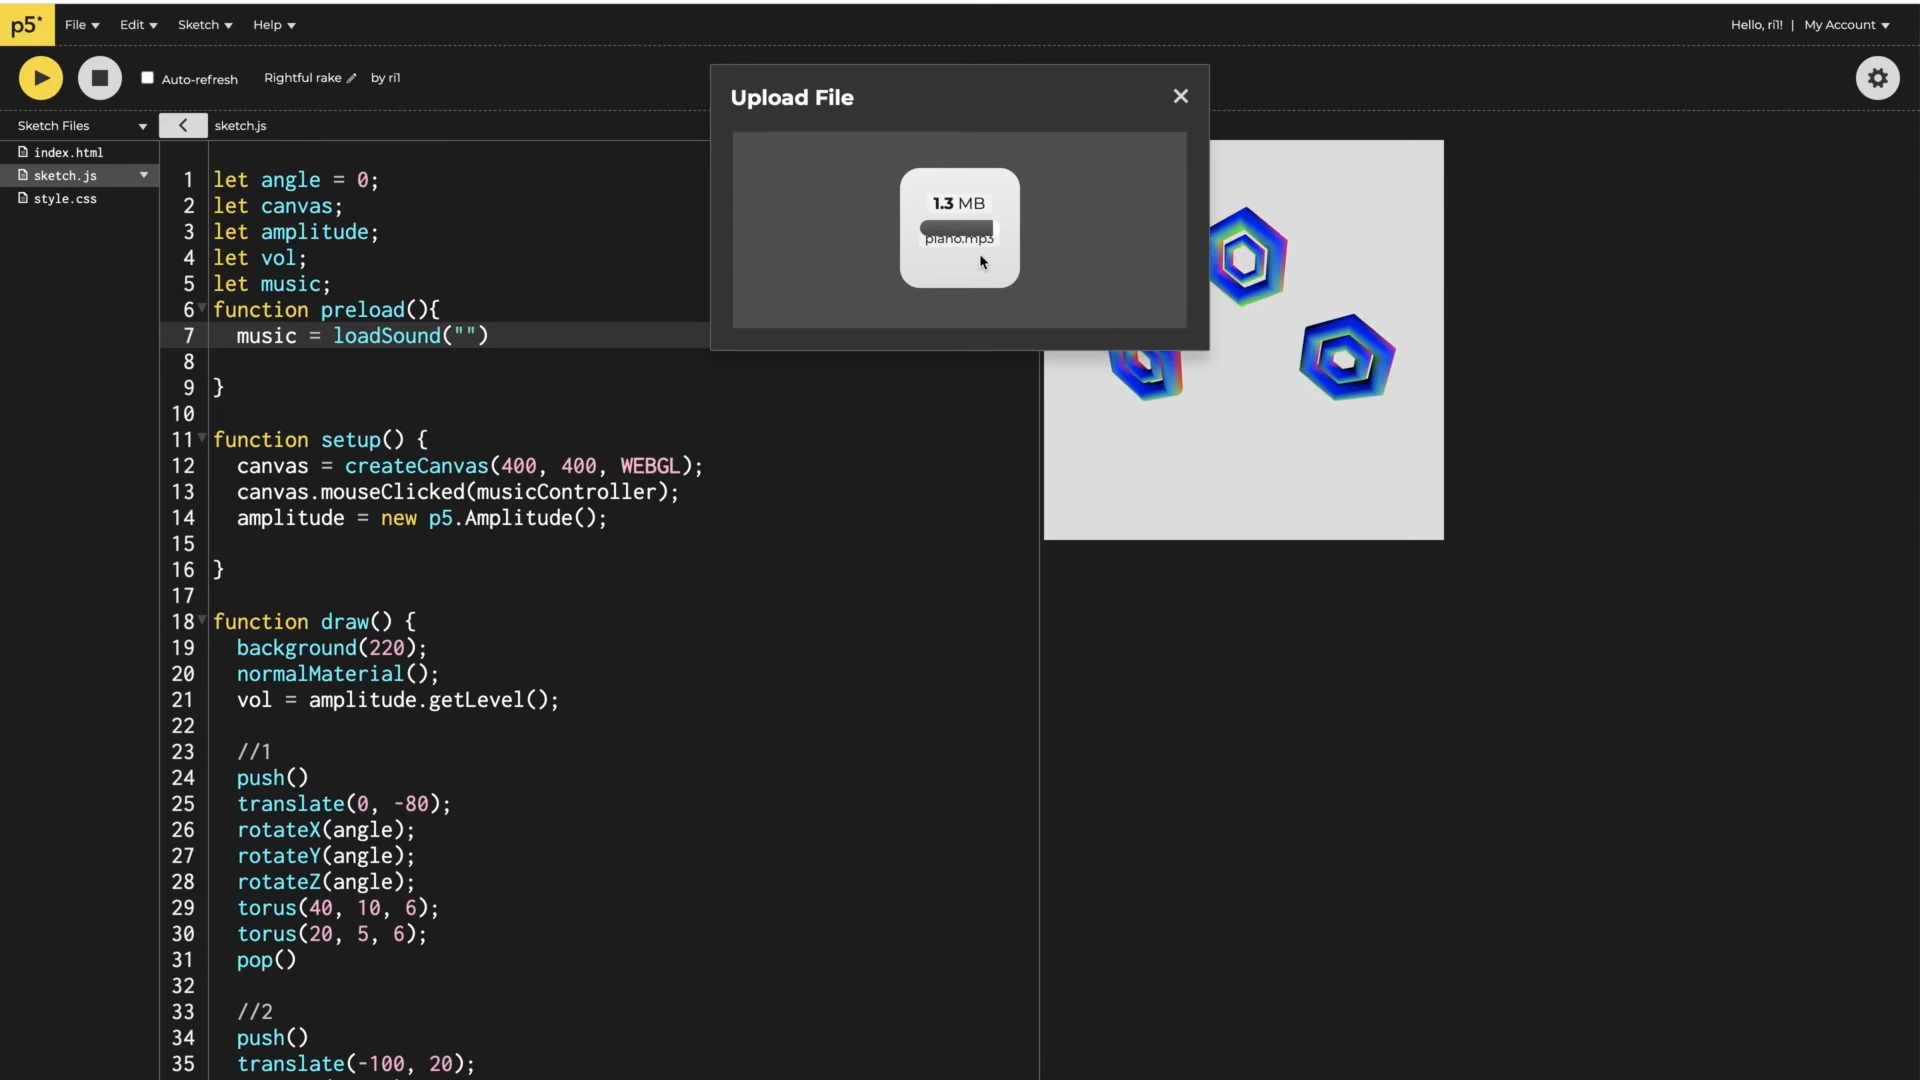 p5* File Edit Sketch Help Hello, ri1! | My Account
Auto-refresh Rightful rake by ri1
Upload File
1.3 MB
piano.mp3
Sketch Files
index.html
sketch.js
style.css
sketch.js
1 let angle = 0;
2 let canvas;
3 let amplitude;
4 let vol;
5 let music;
6 function preload(){
7 music = loadSound("")
8
9 }
10
11 function setup() {
12 canvas = createCanvas(400, 400, WEBGL);
13 canvas.mouseClicked(musicController);
14 amplitude = new p5.Amplitude();
15
16 }
17
18 function draw() {
19 background(220);
20 normalMaterial();
21 vol = amplitude.getLevel();
22
23 //1
24 push()
25 translate(0, -80);
26 rotateX(angle);
27 rotateY(angle);
28 rotateZ(angle);
29 torus(40, 10, 6);
30 torus(20, 5, 6);
31 pop()
32
33 //2
34 push()
35 translate(-100, 20);